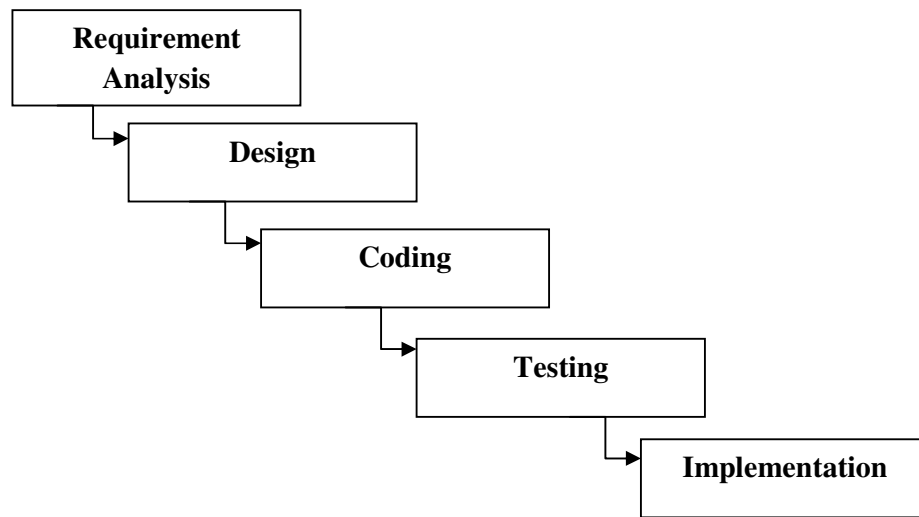 Requirement
Analysis
Design
Coding
Testing
Implementation